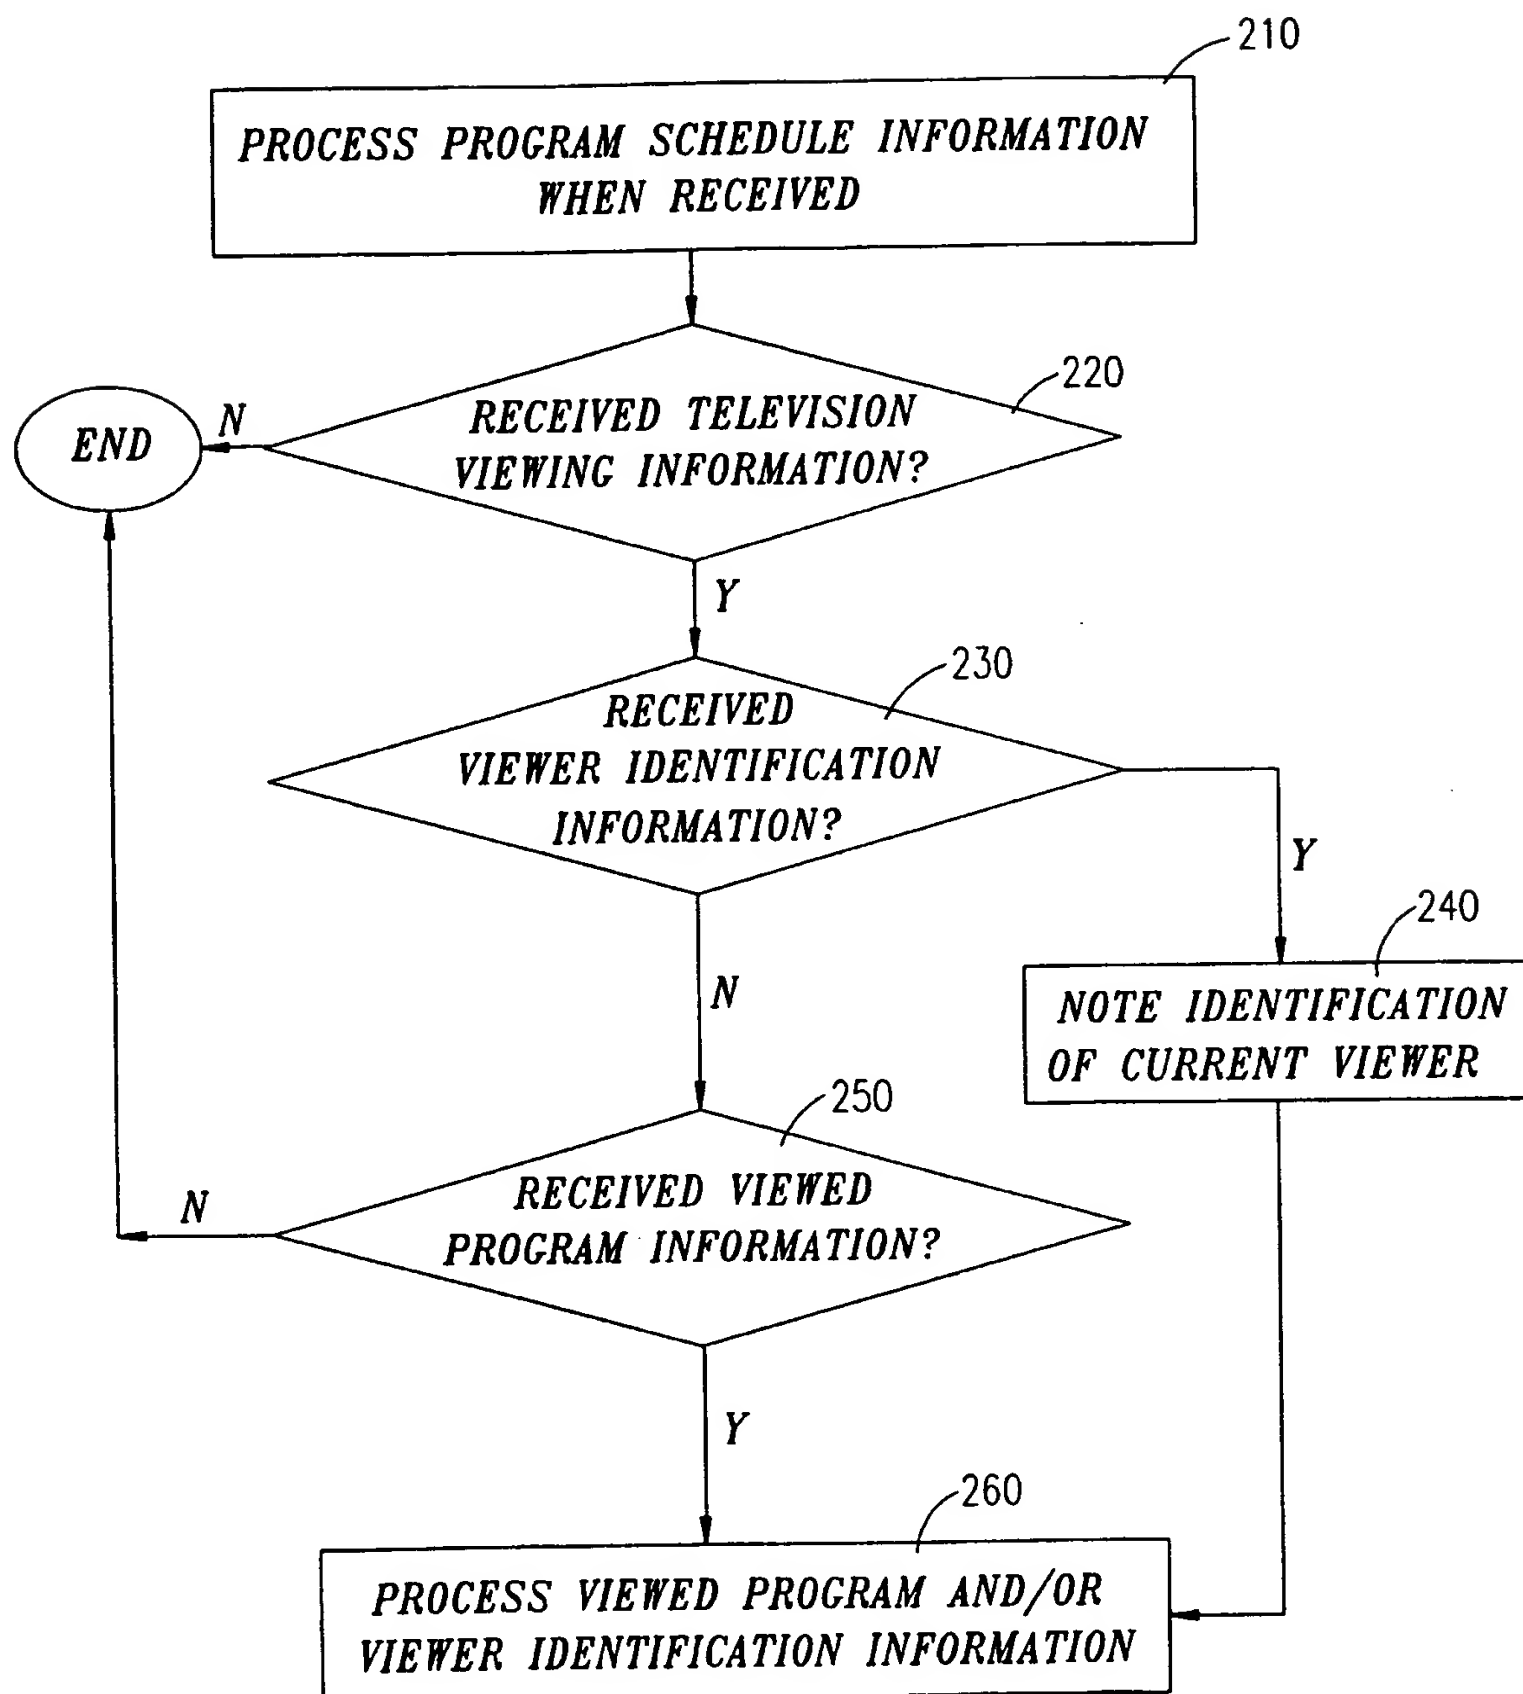 210
PROCESS PROGRAM SCHEDULE INFORMATION
WHEN RECEIVED
220
RECEIVED TELEVISION
VIEWING INFORMATION?
N
END
Y
230
RECEIVED
VIEWER IDENTIFICATION
INFORMATION?
Y
N
240
NOTE IDENTIFICATION
OF CURRENT VIEWER
250
RECEIVED VIEWED
PROGRAM INFORMATION?
N
Y
260
PROCESS VIEWED PROGRAM AND/OR
VIEWER IDENTIFICATION INFORMATION